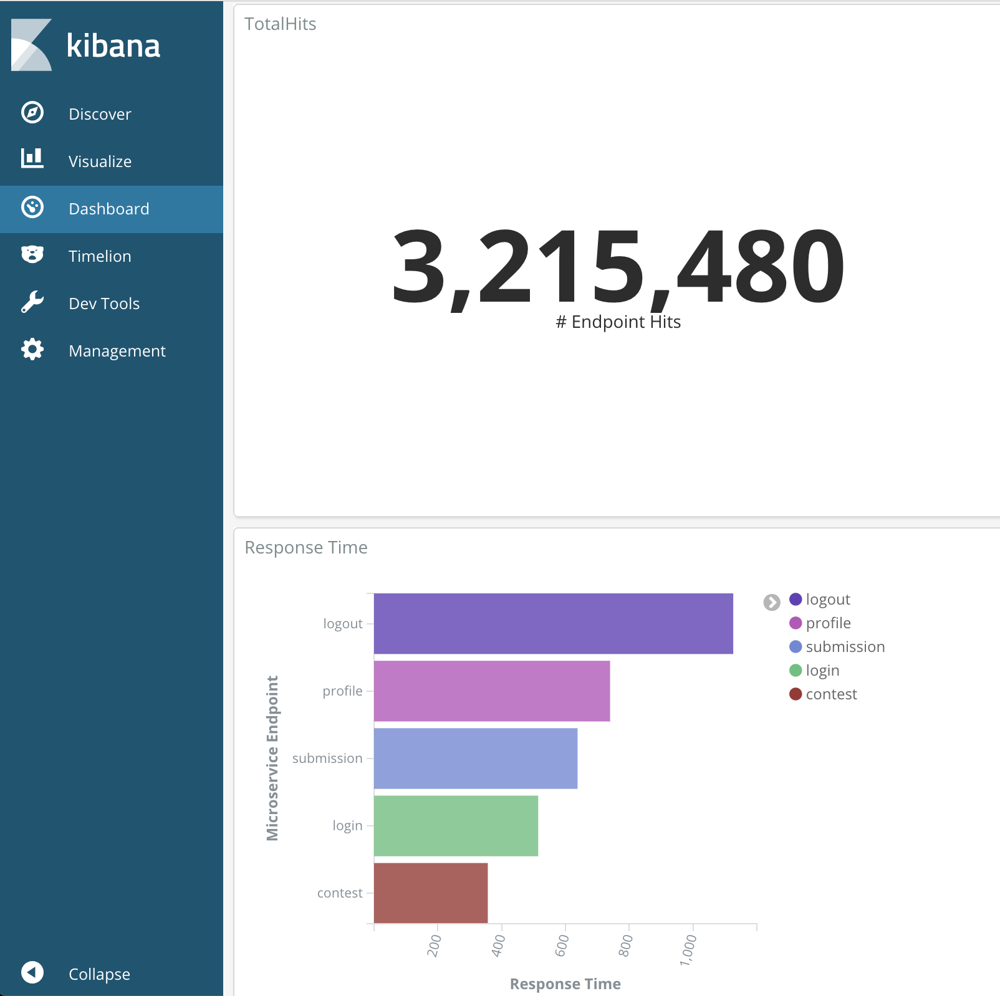 kibana
Discover
Visualize
Dashboard
Timelion
Dev Tools
Management
Collapse
TotalHits
3,215,480
# Endpoint Hits
Response Time
Microservice Endpoint
logout
profile
submission
login
contest
200
400
600
800
1,000
Response Time
logout
profile
submission
login
contest